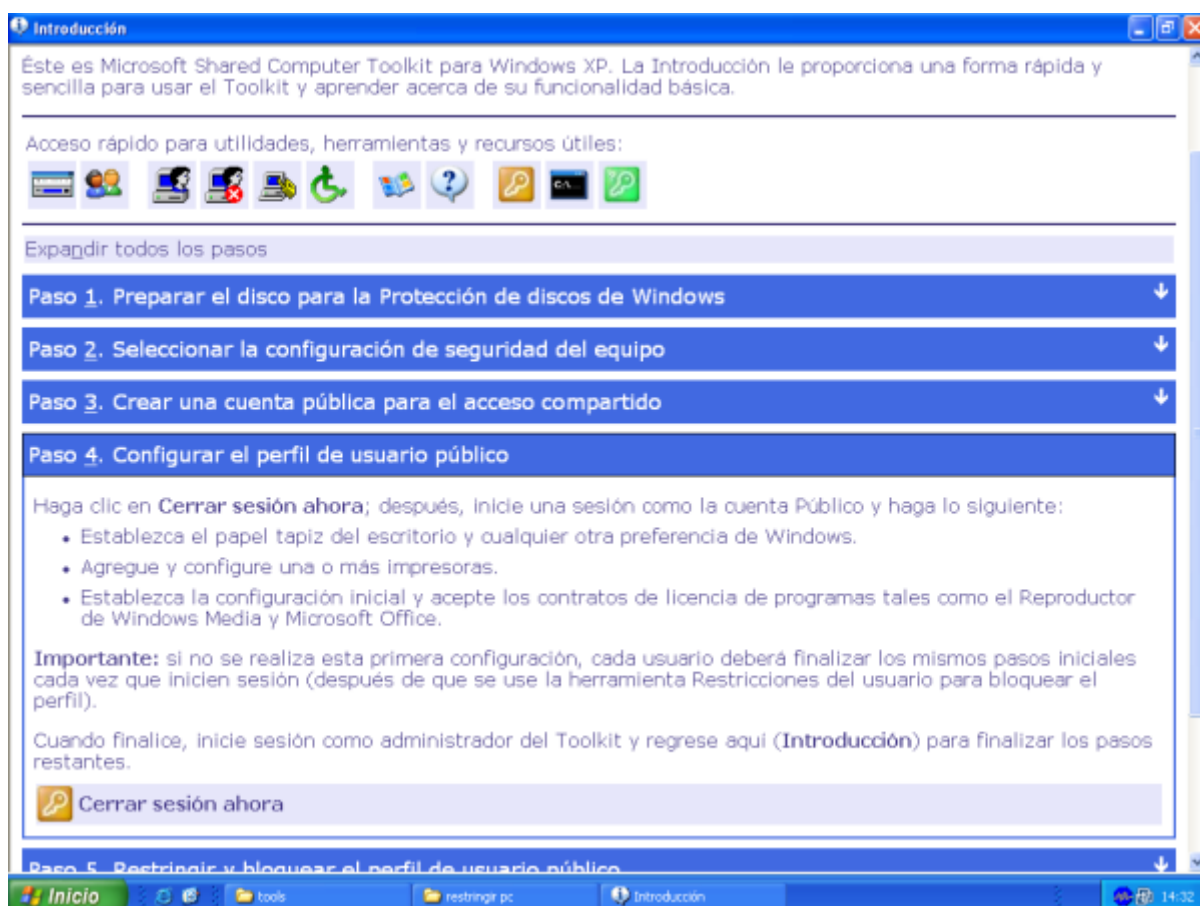 Introducción
Éste es Microsoft Shared Computer Toolkit para Windows XP. La Introducción le proporciona una forma rápida y
sencilla para usar el Toolkit y aprender acerca de su funcionalidad básica.
Acceso rápido para utilidades, herramientas y recursos útiles:
C:\...
Expandir todos los pasos
Paso 1. Preparar el disco para la Protección de discos de Windows
Paso 2. Seleccionar la configuración de seguridad del equipo
Paso 3. Crear una cuenta pública para el acceso compartido
Paso 4. Configurar el perfil de usuario público
Haga clic en Cerrar sesión ahora; después, inicie una sesión como la cuenta Público y haga lo siguiente:
• Establezca el papel tapiz del escritorio y cualquier otra preferencia de Windows.
• Agregue y configure una o más impresoras.
• Establezca la configuración inicial y acepte los contratos de licencia de programas tales como el Reproductor
de Windows Media y Microsoft Office.
Importante: si no se realiza esta primera configuración, cada usuario deberá finalizar los mismos pasos iniciales
cada vez que inicien sesión (después de que se use la herramienta Restricciones del usuario para bloquear el
perfil).
Cuando finalice, inicie sesión como administrador del Toolkit y regrese aquí (Introducción) para finalizar los pasos
restantes.
Cerrar sesión ahora
Paso 5. Restringir y bloquear el perfil de usuario público
Inicio
tools
restringir pc
Introducción
14:32